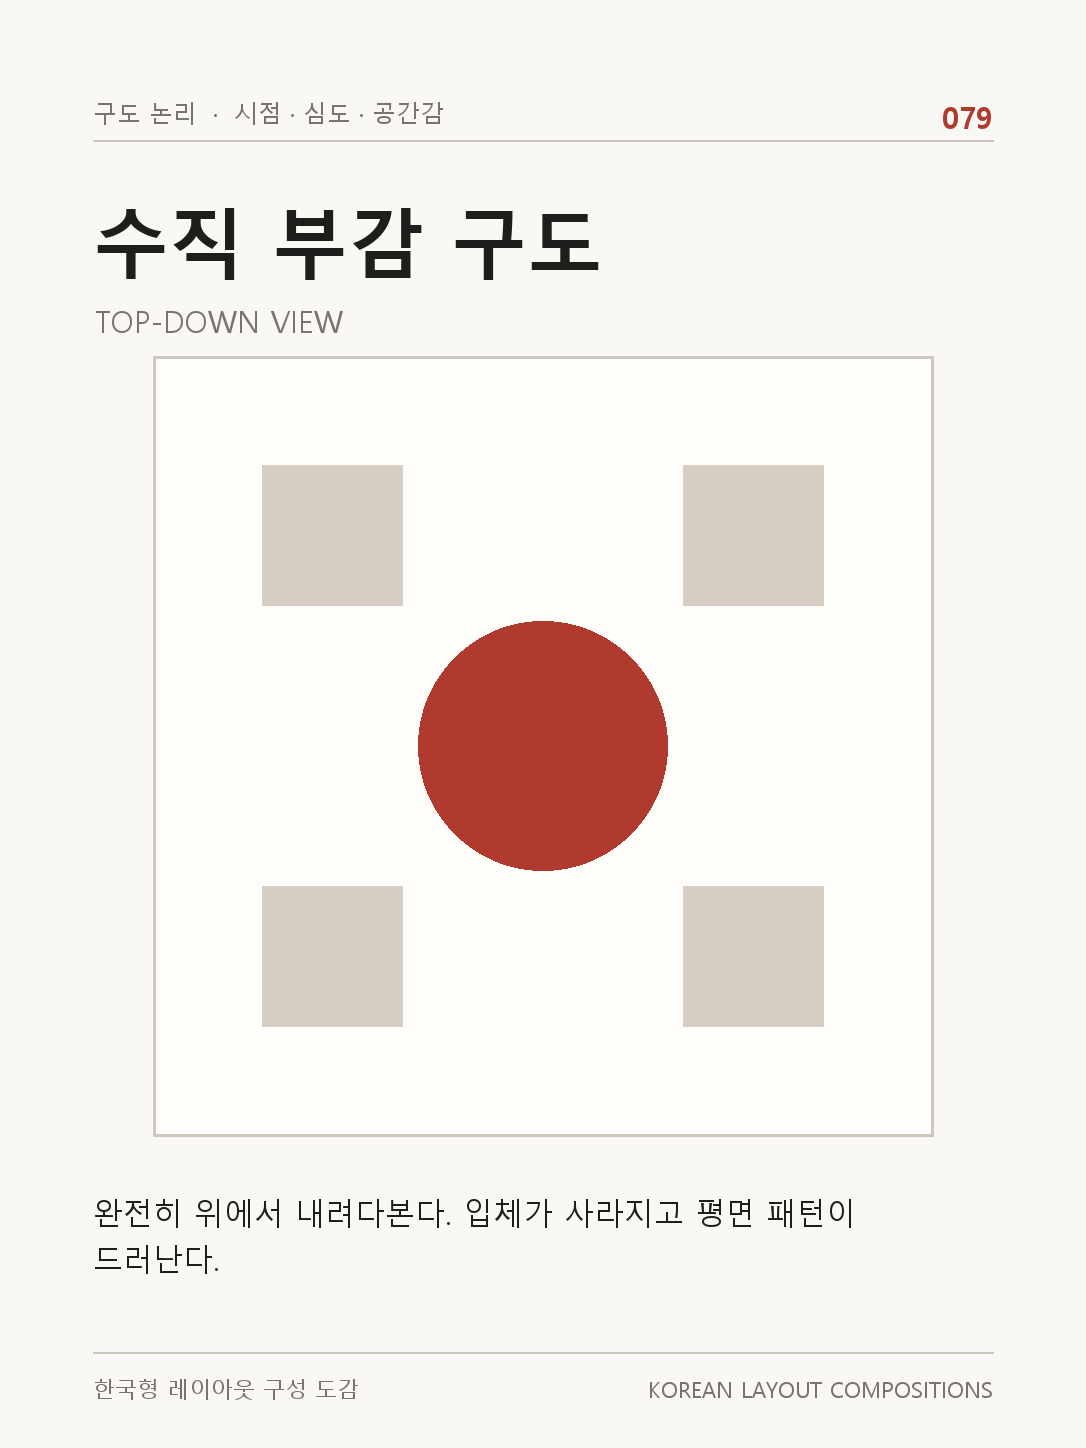 구도 논리 · 시점 · 심도 · 공간감
079
수직 부감 구도
TOP-DOWN VIEW
완전히 위에서 내려다본다. 입체가 사라지고 평면 패턴이
드러난다.
한국형 레이아웃 구성 도감
KOREAN LAYOUT COMPOSITIONS